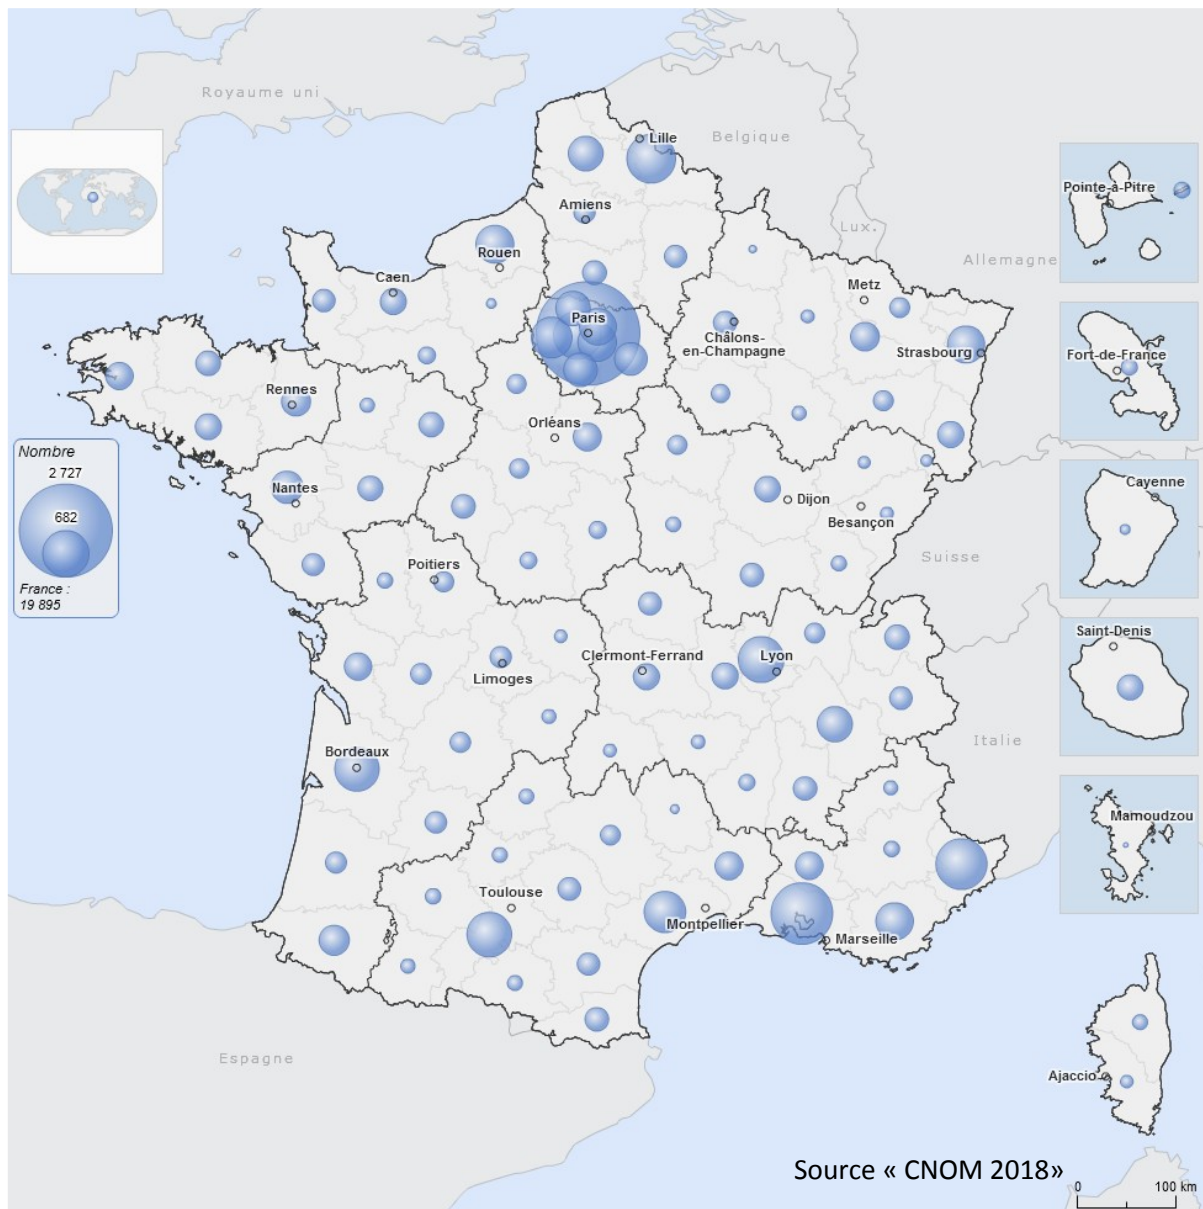 Royaume uni
Belgique
Lille
Pointe-à-Pitre
Amiens
Lux.
Allemagne
Rouen
Caen
Metz
Paris
Châlons-
en-Champagne
Strasbourg
Fort-de-France
Rennes
Orléans
Nombre
2 727
682
France :
19 895
Nantes
Dijon
Besançon
Cayenne
Suisse
Poitiers
Saint-Denis
Limoges
Clermont-Ferrand
Lyon
Bordeaux
Italie
Mamoudzou
Toulouse
Montpellier
Marseille
Espagne
Ajaccio
Source « CNOM 2018»
0 100 km